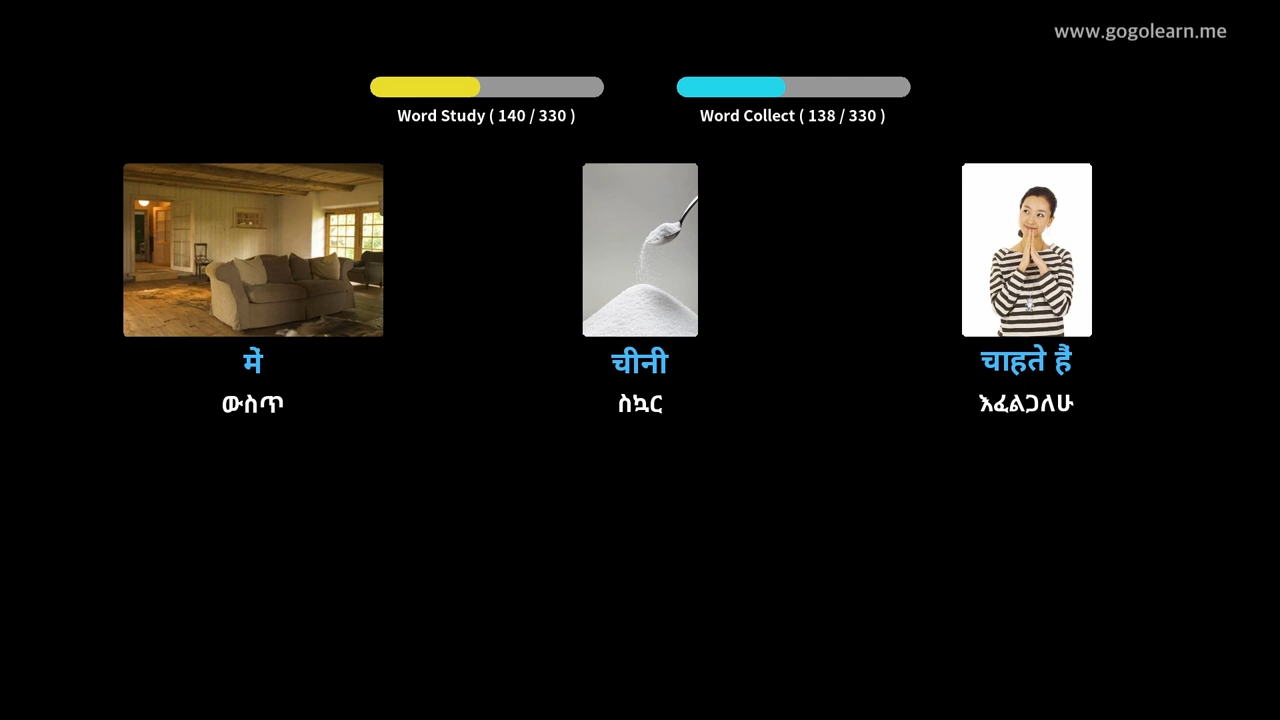 www.gogolearn.me
Word Study ( 140 / 330 )
Word Collect ( 138 / 330 )
में
ውስጥ
चीनी
ስኳር
चाहते हैं
እፈልጋለሁ